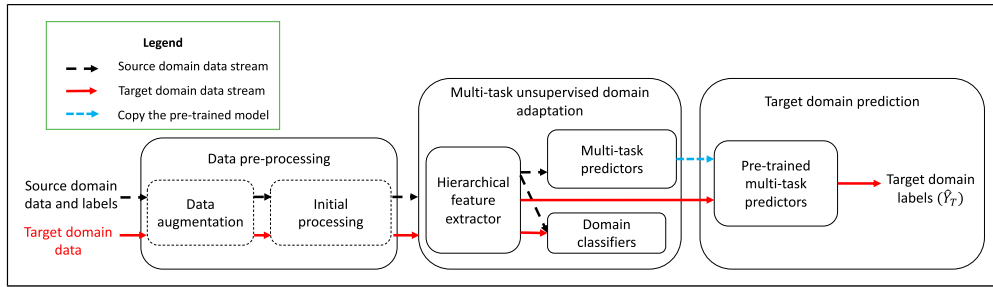 Legend
Source domain data stream
Target domain data stream
Copy the pre-trained model
Source domain
data and labels
Target domain
data
Data pre-processing
Data
augmentation
Initial
processing
Multi-task unsupervised domain
adaptation
Hierarchical
feature
extractor
Multi-task
predictors
Domain
classifiers
Target domain prediction
Pre-trained
multi-task
predictors
Target domain
labels (Ŷ_T)